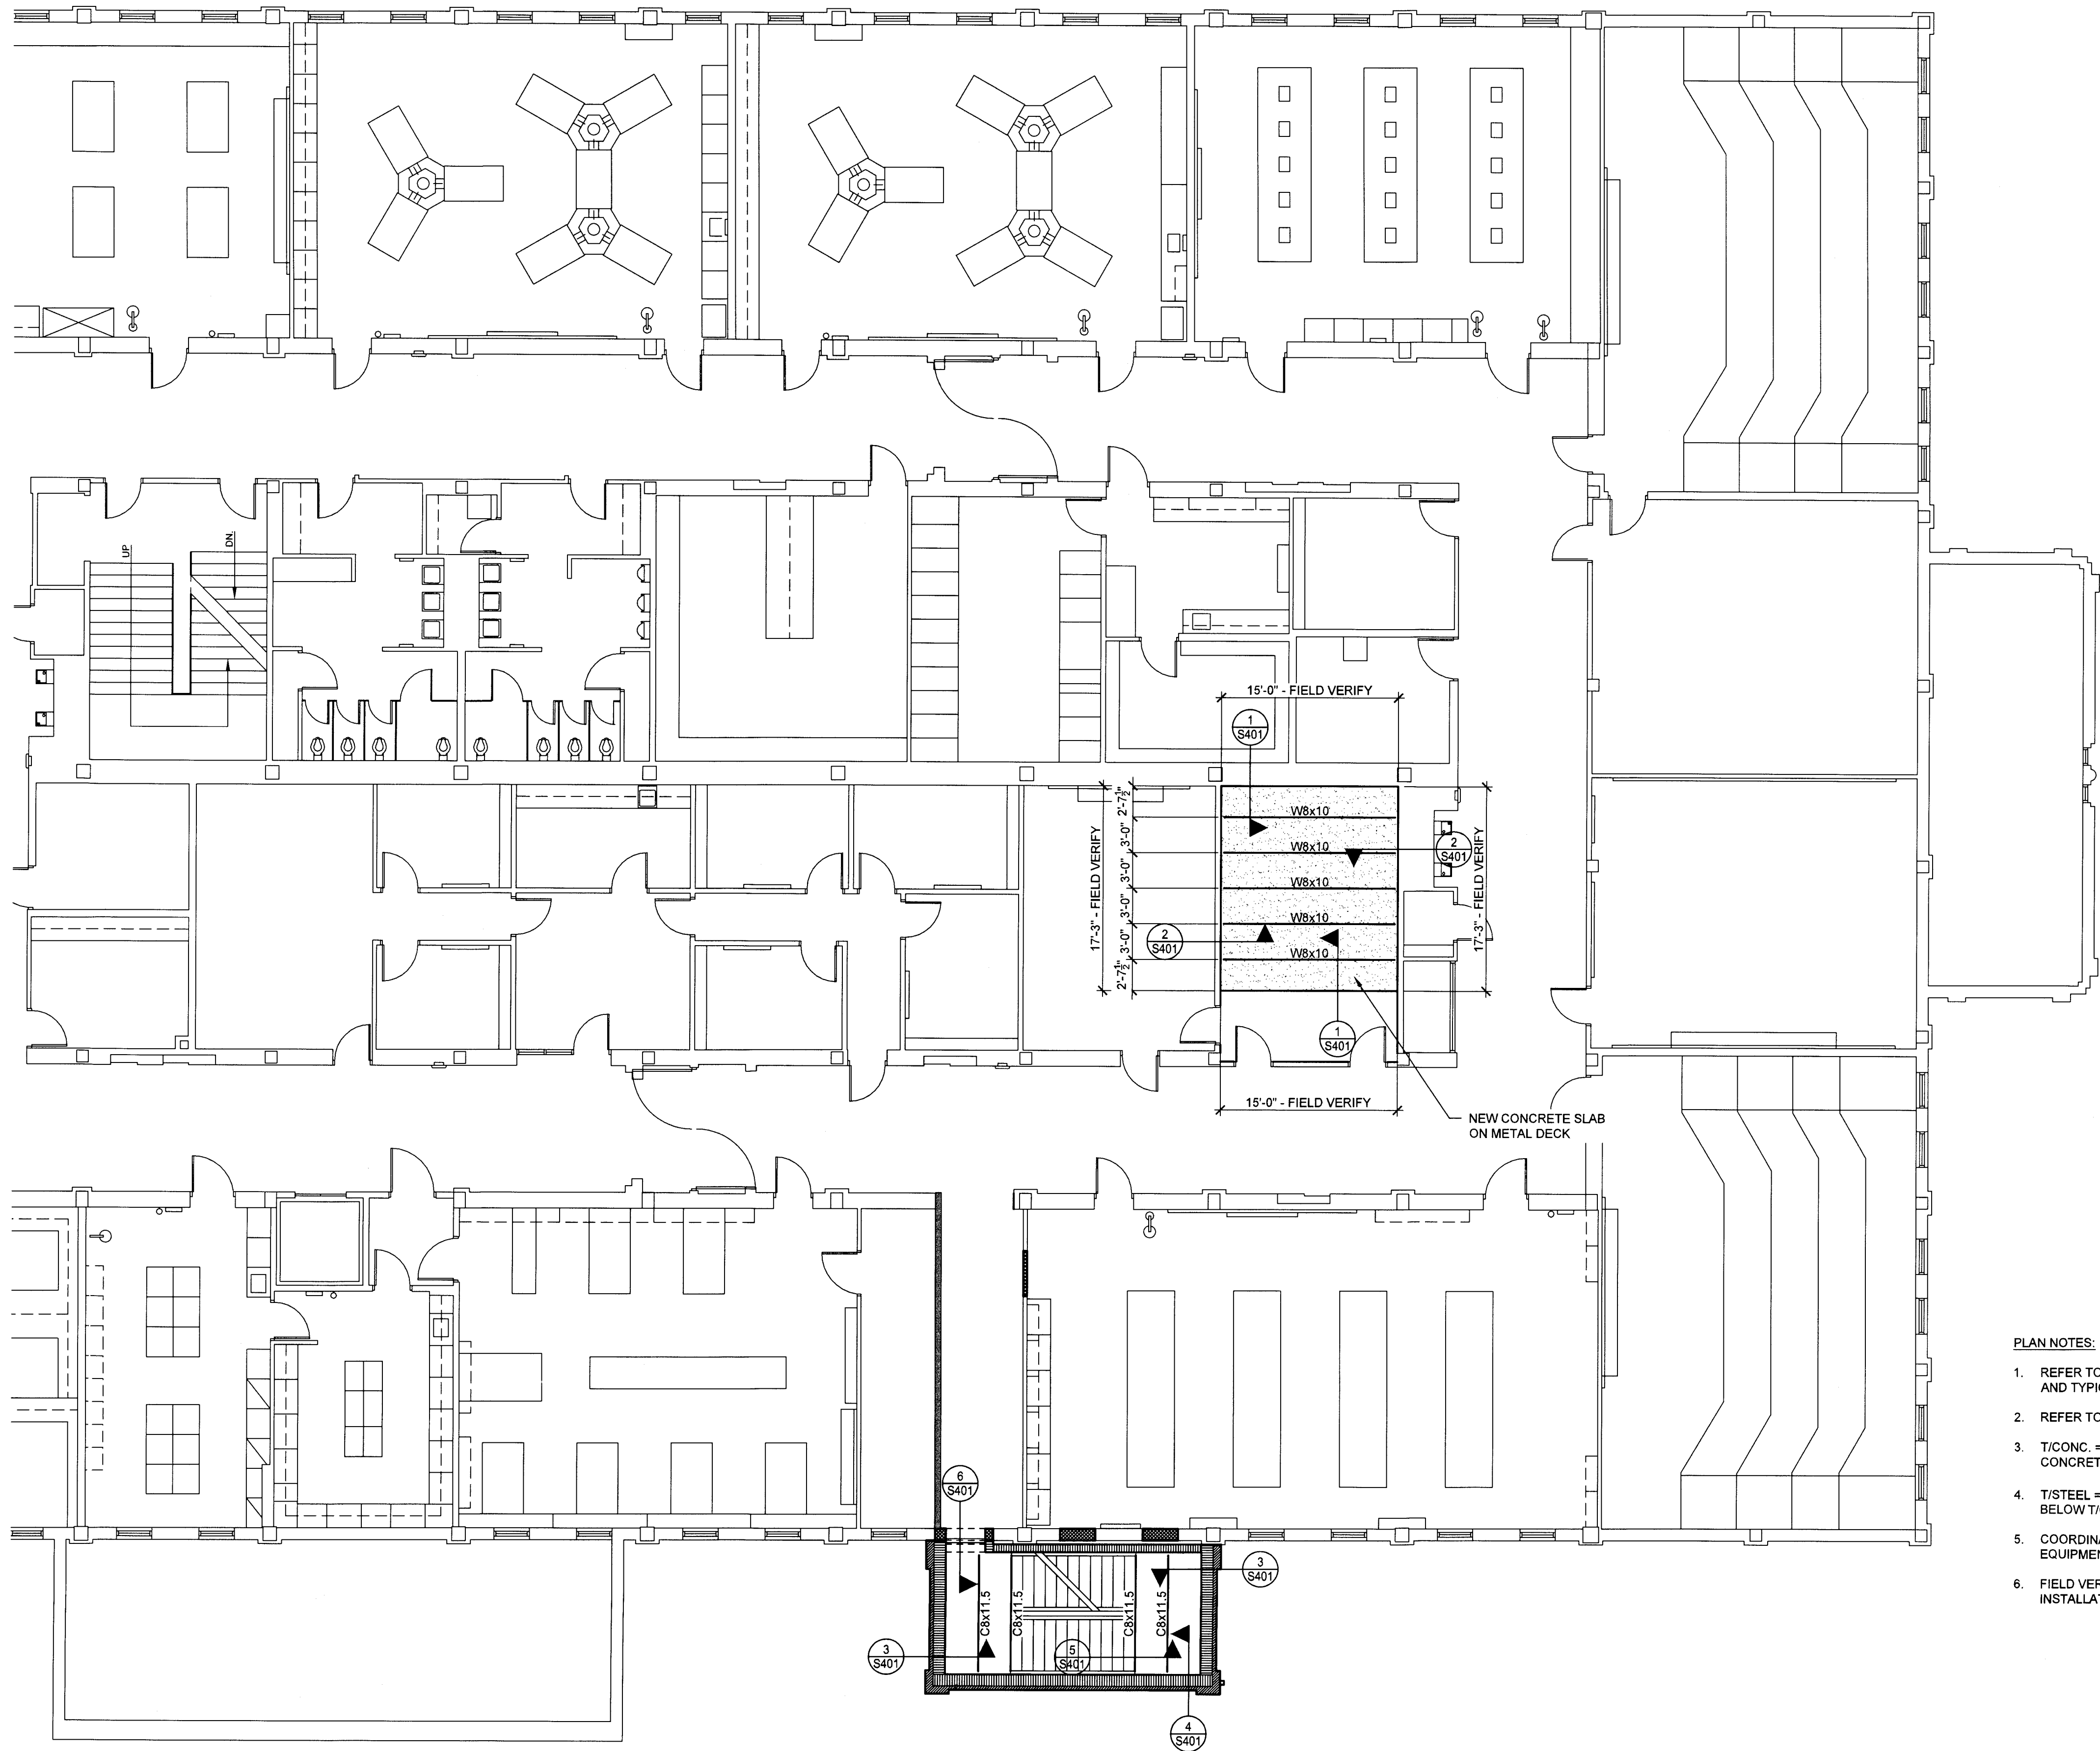 UP
DN.
15'-0" - FIELD VERIFY
1
S401
17'-3" - FIELD VERIFY
2'-7½"
3'-0"
3'-0"
3'-0"
3'-0"
2'-7½"
W8x10
W8x10
W8x10
W8x10
W8x10
2
S401
2
S401
17'-3" - FIELD VERIFY
1
S401
15'-0" - FIELD VERIFY
NEW CONCRETE SLAB
ON METAL DECK
6
S401
3
S401
C8x11.5
C8x11.5
C8x11.5
C8x11.5
3
S401
5
S401
4
S401
PLAN NOTES:
1. REFER TO
AND TYPI
2. REFER TO
3. T/CONC. =
CONCRET
4. T/STEEL =
BELOW T/
5. COORDINA
EQUIPMEN
6. FIELD VER
INSTALLAT